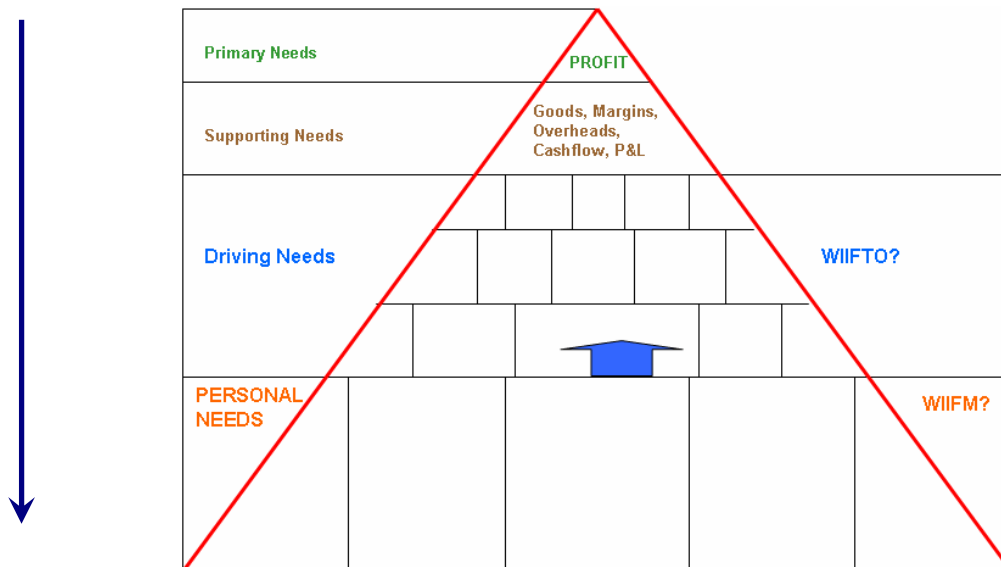 Primary Needs
PROFIT
Supporting Needs
Goods, Margins,
Overheads,
Cashflow, P&L
Driving Needs
WIIFTO?
PERSONAL
NEEDS
WIIFM?